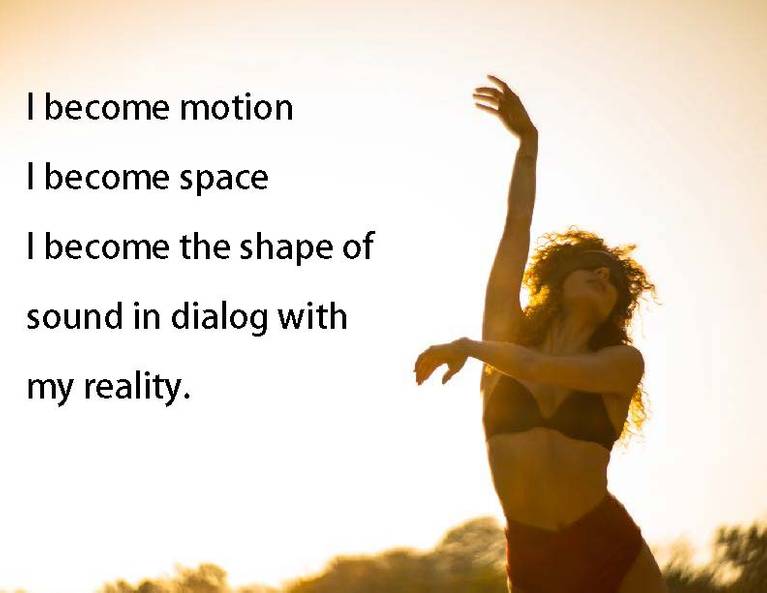 I become motion
I become space
I become the shape of
sound in dialog with
my reality.